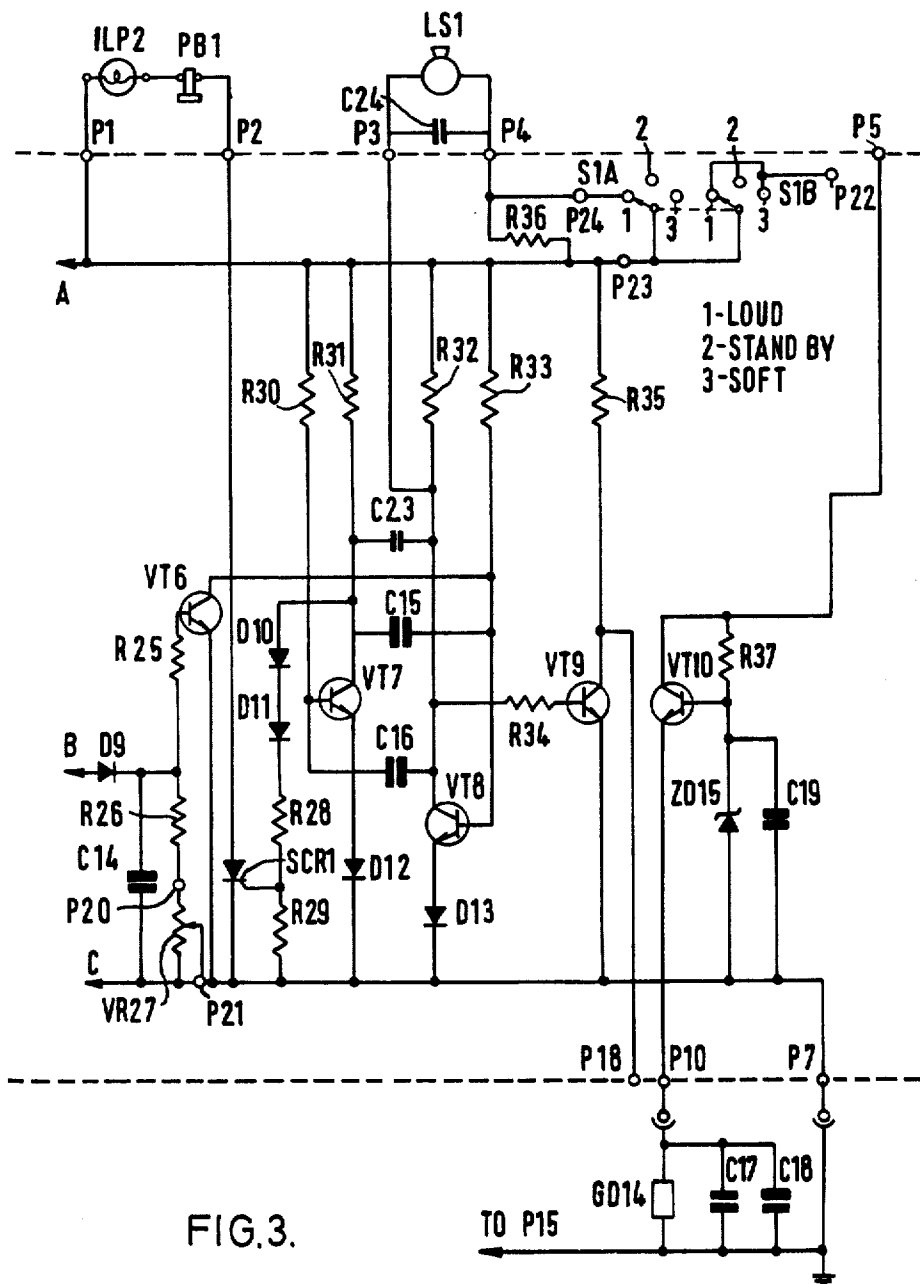 ILP2
PB1
LS1
C24
P1
P2
P3
P4
2
2
P5
S1A
S1B
P22
P24
1
3
1
3
R36
A
P23
1-LOUD
2-STAND BY
3-SOFT
R30
R31
R32
R33
R35
C23
VT6
C15
D10
R25
VT7
VT9
VT10
R37
D11
R34
B
D9
C16
VT8
ZD15
C19
R26
R28
C14
SCR1
D12
P20
R29
D13
C
VR27
P21
P18
P10
P7
GD14
C17
C18
FIG.3.
TO P15